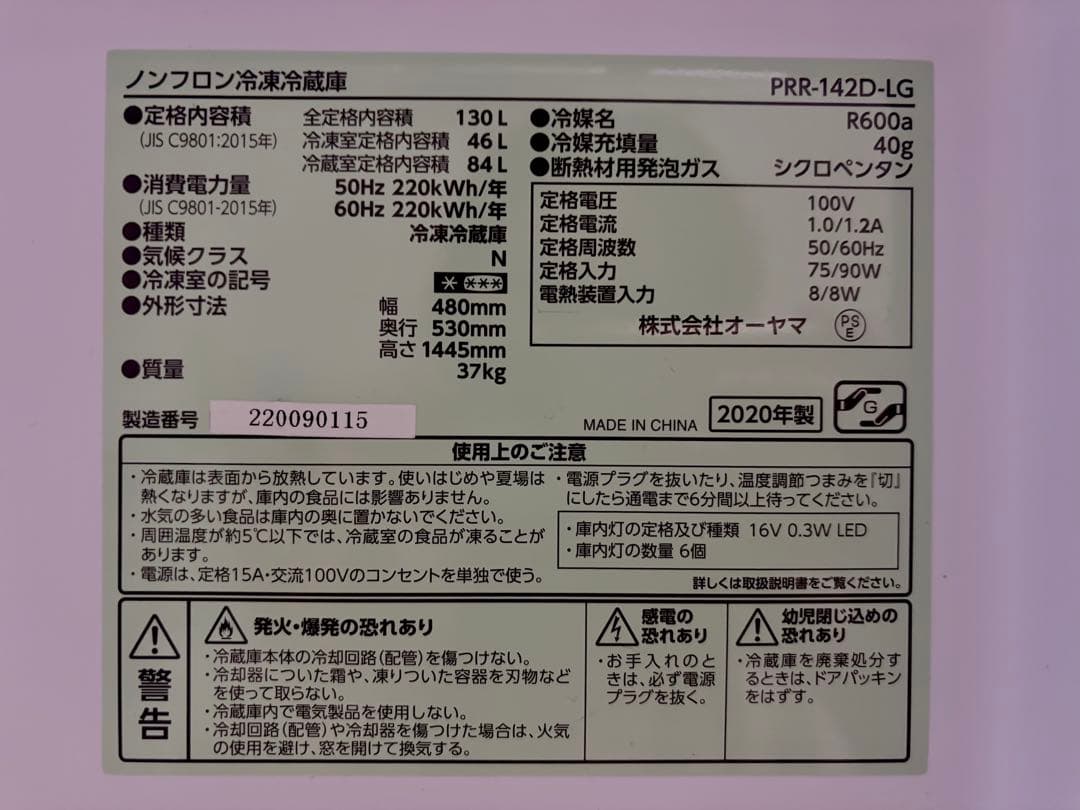 ノンフロン冷凍冷蔵庫
PRR-142D-LG
●定格内容積 全定格内容積 130 L
(JIS C9801:2015年) 冷凍室定格内容積 46 L
冷蔵室定格内容積 84 L
●消費電力量 50Hz 220kWh/年
(JIS C9801-2015年) 60Hz 220kWh/年
●種類 冷凍冷蔵庫
●気候クラス N
●冷凍室の記号 * ***
●外形寸法 幅 480mm
奥行 530mm
高さ 1445mm
●質量 37kg
●冷媒名 R600a
●冷媒充填量 40g
●断熱材用発泡ガス シクロペンタン
定格電圧 100V
定格電流 1.0/1.2A
定格周波数 50/60Hz
定格入力 75/90W
電熱装置入力 8/8W
株式会社オーヤマ PSE
製造番号 220090115
MADE IN CHINA 2020年製 G
使用上のご注意
・冷蔵庫は表面から放熱しています。使いはじめや夏場は
熱くなりますが、庫内の食品には影響ありません。
・水気の多い食品は庫内の奥に置かないでください。
・周囲温度が約5℃以下では、冷蔵室の食品が凍ることが
あります。
・電源は、定格15A・交流100Vのコンセントを単独で使う。
・電源プラグを抜いたり、温度調節つまみを『切』
にしたら通電まで6分間以上待ってください。
・庫内灯の定格及び種類 16V 0.3W LED
・庫内灯の数量 6個
詳しくは取扱説明書をご覧ください。
警告
発火・爆発の恐れあり
・冷蔵庫本体の冷却回路(配管)を傷つけない。
・冷却器についた霜や、凍りついた容器を刃物など
を使って取らない。
・冷蔵庫内で電気製品を使用しない。
・冷却回路(配管)や冷却器を傷つけた場合は、火気
の使用を避け、窓を開けて換気する。
感電の
恐れあり
・お手入れのと
きは、必ず電源
プラグを抜く。
幼児閉じ込めの
恐れあり
・冷蔵庫を廃棄処分す
るときは、ドアパッキン
をはずす。